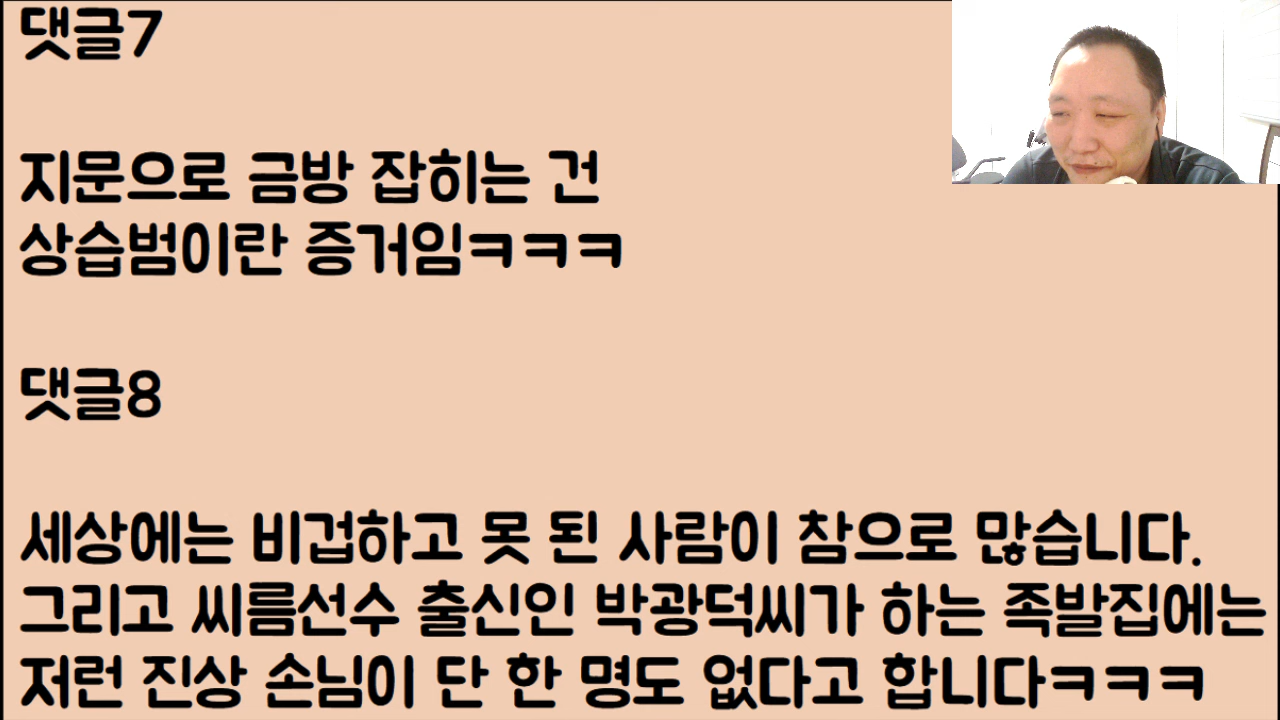 댓글7
지문으로 금방 잡히는 건
상습범이란 증거임ㅋㅋㅋ
댓글8
세상에는 비겁하고 못 된 사람이 참으로 많습니다.
그리고 씨름선수 출신인 박광덕씨가 하는 족발집에는
저런 진상 손님이 단 한 명도 없다고 합니다ㅋㅋㅋ